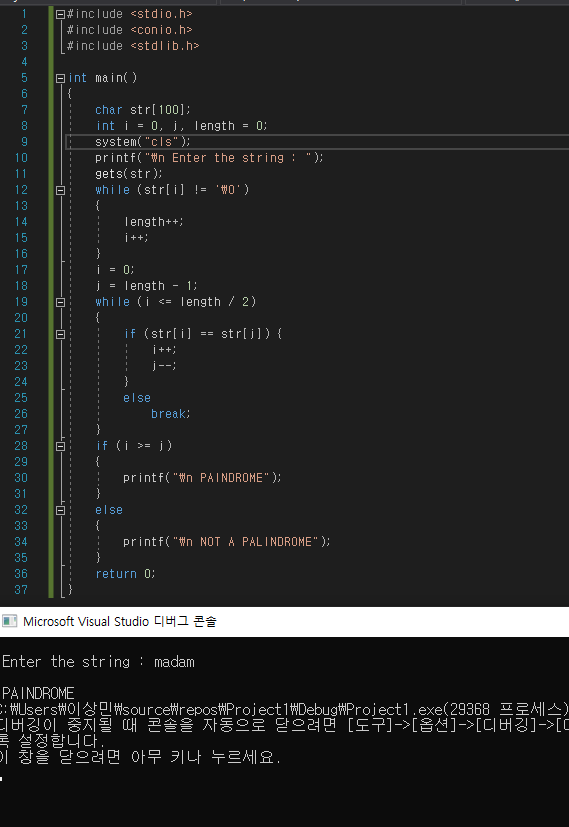 1 #include <stdio.h>
2 #include <conio.h>
3 #include <stdlib.h>
4
5 int main()
6 {
7 char str[100];
8 int i = 0, j, length = 0;
9 system("cls");
10 printf("₩n Enter the string : ");
11 gets(str);
12 while (str[i] != '₩0')
13 {
14 length++;
15 i++;
16 }
17 i = 0;
18 j = length - 1;
19 while (i <= length / 2)
20 {
21 if (str[i] == str[j]) {
22 i++;
23 j--;
24 }
25 else
26 break;
27 }
28 if (i >= j)
29 {
30 printf("₩n PAINDROME");
31 }
32 else
33 {
34 printf("₩n NOT A PALINDROME");
35 }
36 return 0;
37 }
Microsoft Visual Studio 디버그 콘솔
Enter the string : madam
PAINDROME
C:₩Users₩이상민₩source₩repos₩Project1₩Debug₩Project1.exe(29368 프로세스)
디버깅이 중지될 때 콘솔을 자동으로 닫으려면 [도구]->[옵션]->[디버깅]->[
록 설정합니다.
이 창을 닫으려면 아무 키나 누르세요.